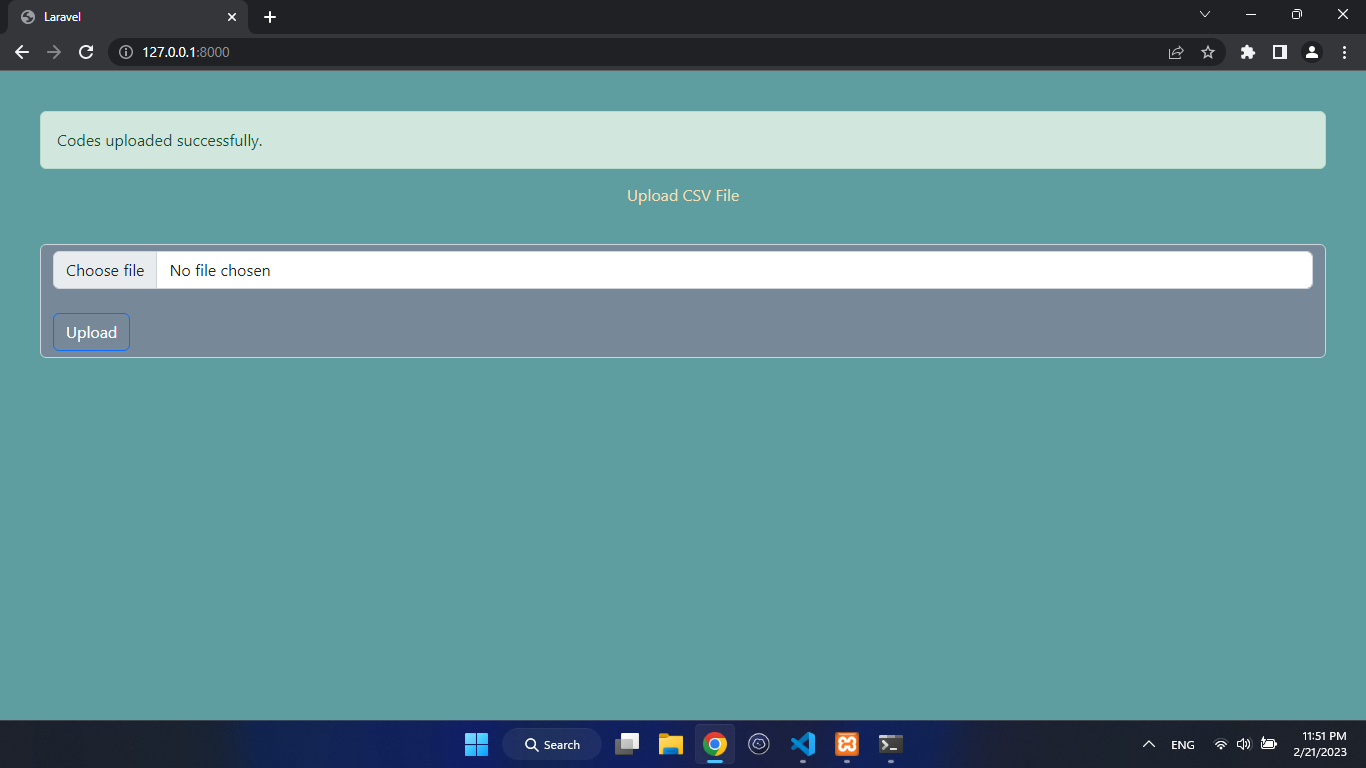 Laravel
127.0.0.1:8000
Codes uploaded successfully.
Upload CSV File
Choose file No file chosen
Upload
Search
ENG
11:51 PM
2/21/2023